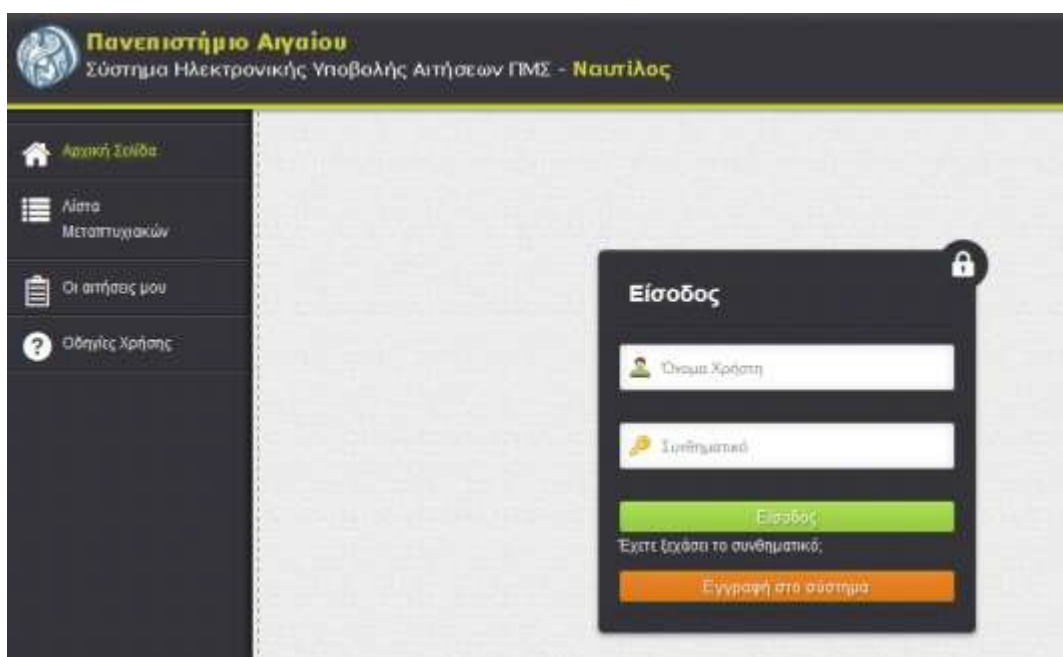 Πανεπιστήμιο Αιγαίου
Σύστημα Ηλεκτρονικής Υποβολής Αιτήσεων ΠΜΣ - Ναυτίλος
Αρχική Σελίδα
Λίστα
Μεταπτυχιακών
Οι αιτήσεις μου
Οδηγίες Χρήσης
Είσοδος
Όνομα Χρήστη
Συνθηματικό
Είσοδος
Έχετε ξεχάσει το συνθηματικό;
Εγγραφή στο σύστημα